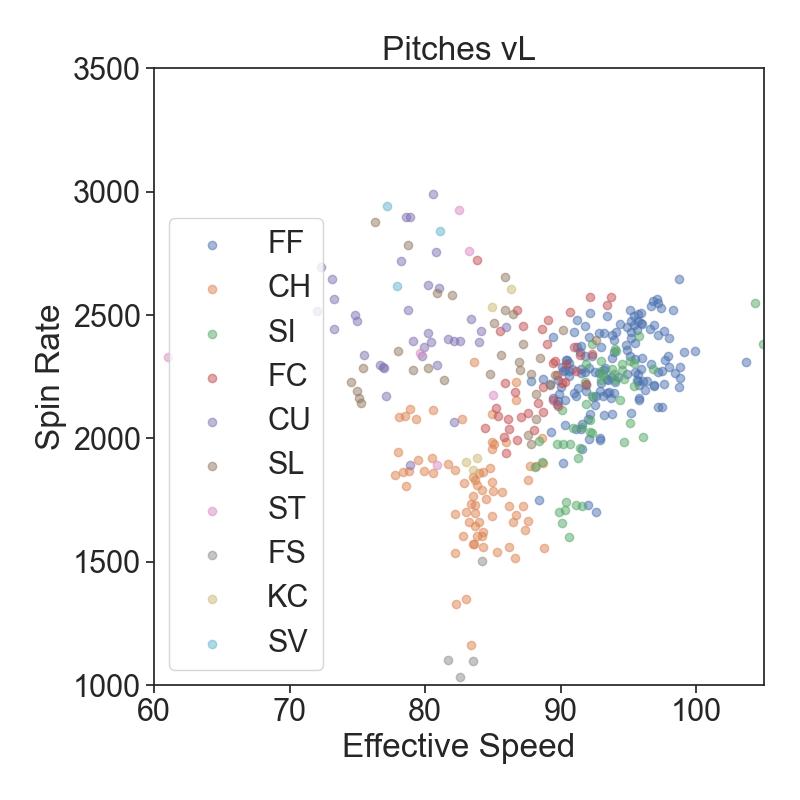 Pitches vL
3500
3000
2500
2000
1500
1000
Spin Rate
FF
CH
SI
FC
CU
SL
ST
FS
KC
SV
60 70 80 90 100
Effective Speed